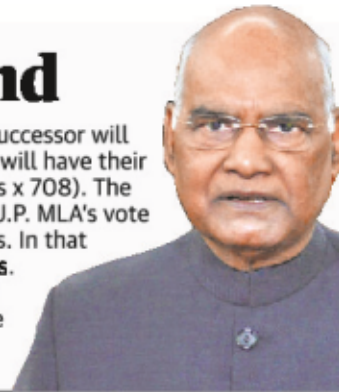 nd
uccessor will
will have their
s x 708). The
J.P. MLA's vote
s. In that
s.
e